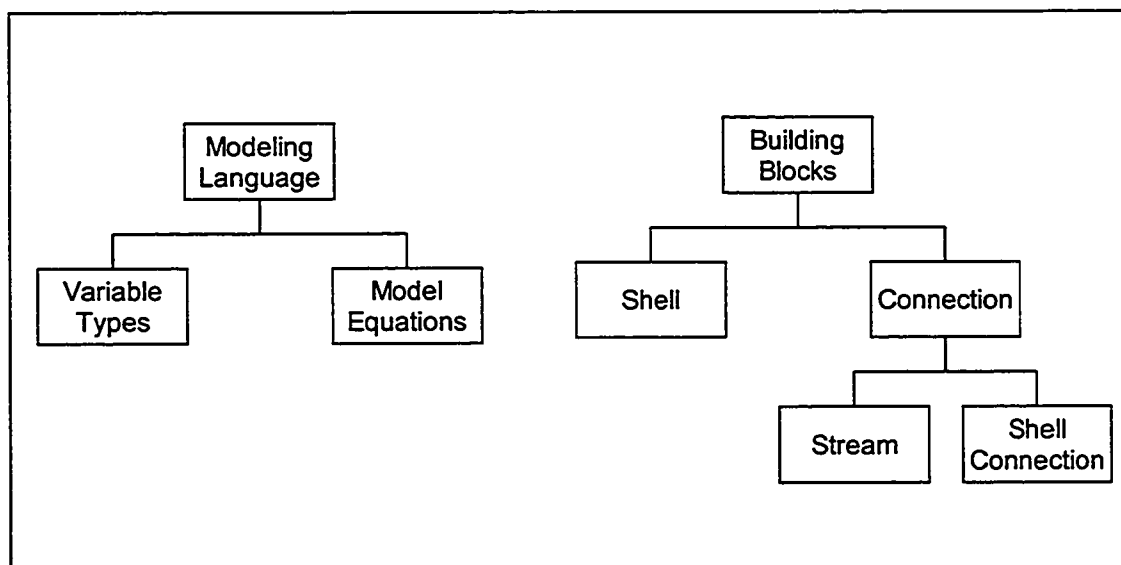 Modeling
Language
Variable
Types
Model
Equations
Building
Blocks
Shell
Connection
Stream
Shell
Connection